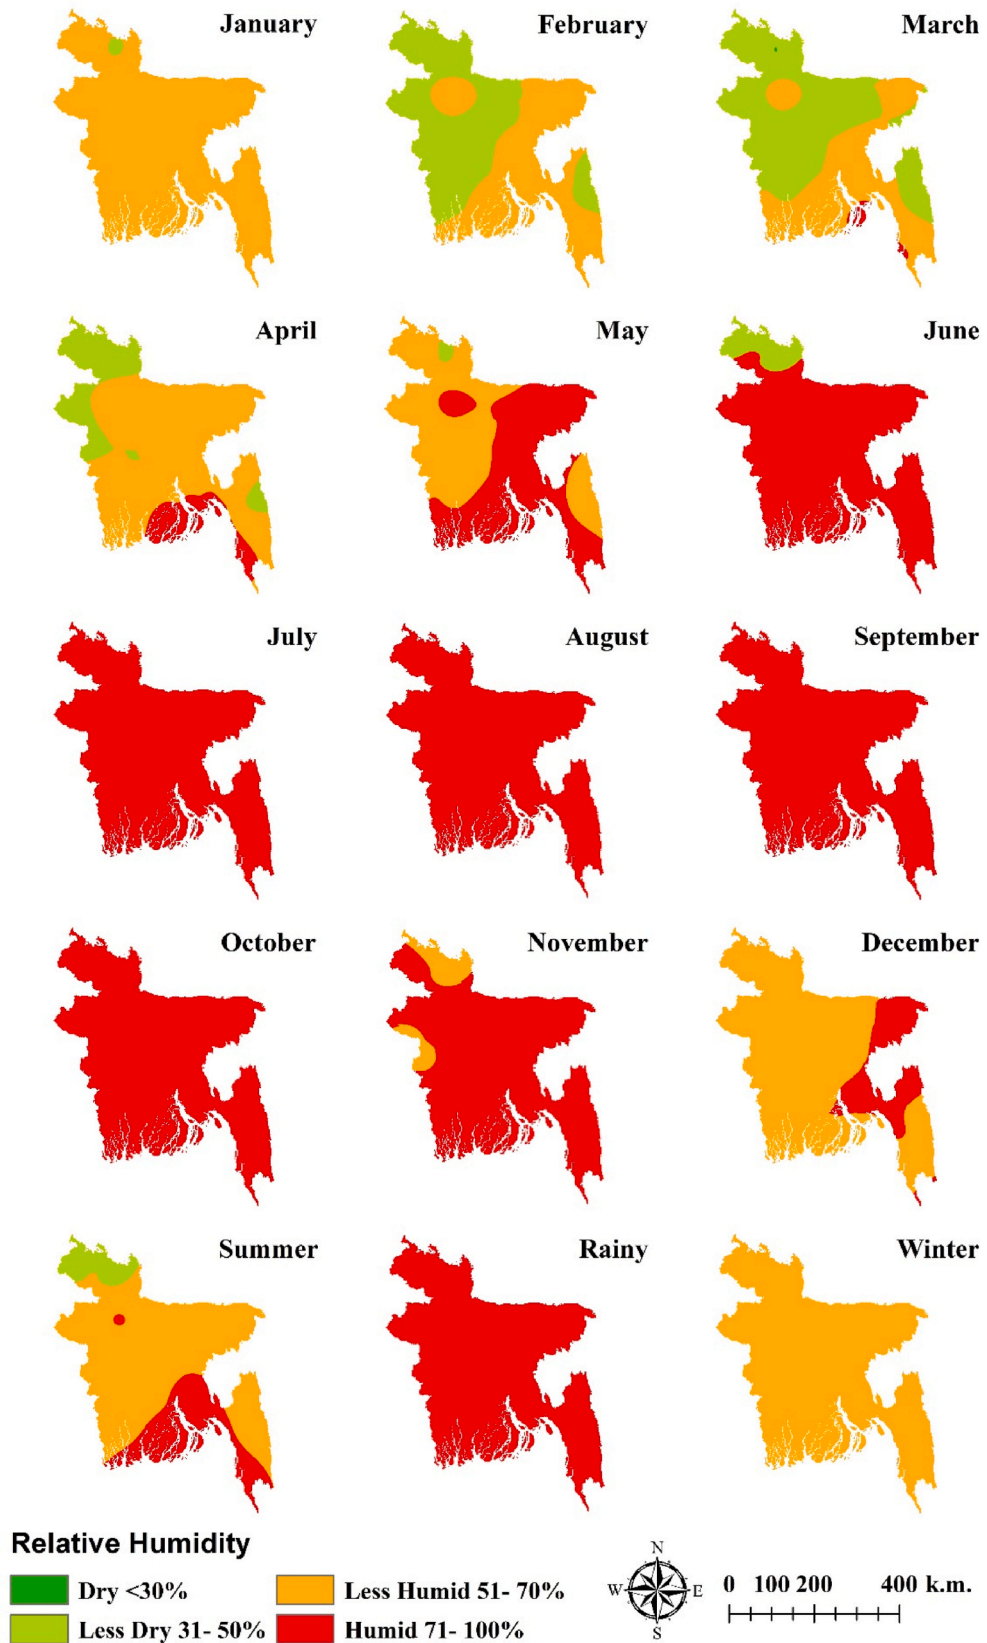 January
February
March
April
May
June
July
August
September
October
November
December
Summer
Rainy
Winter
Relative Humidity
Dry <30%
Less Dry 31- 50%
Less Humid 51- 70%
Humid 71- 100%
N
W E
S
0 100 200 400 k.m.